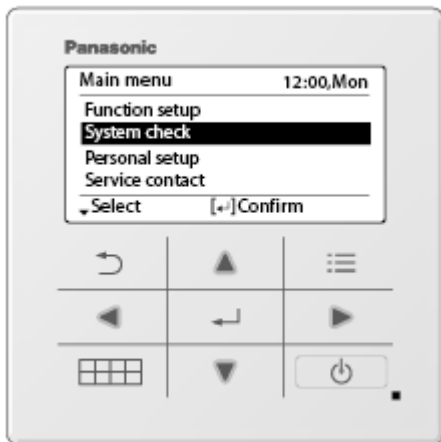 Panasonic
Main menu 12:00,Mon
Function setup
System check
Personal setup
Service contact
Select [↵]Confirm